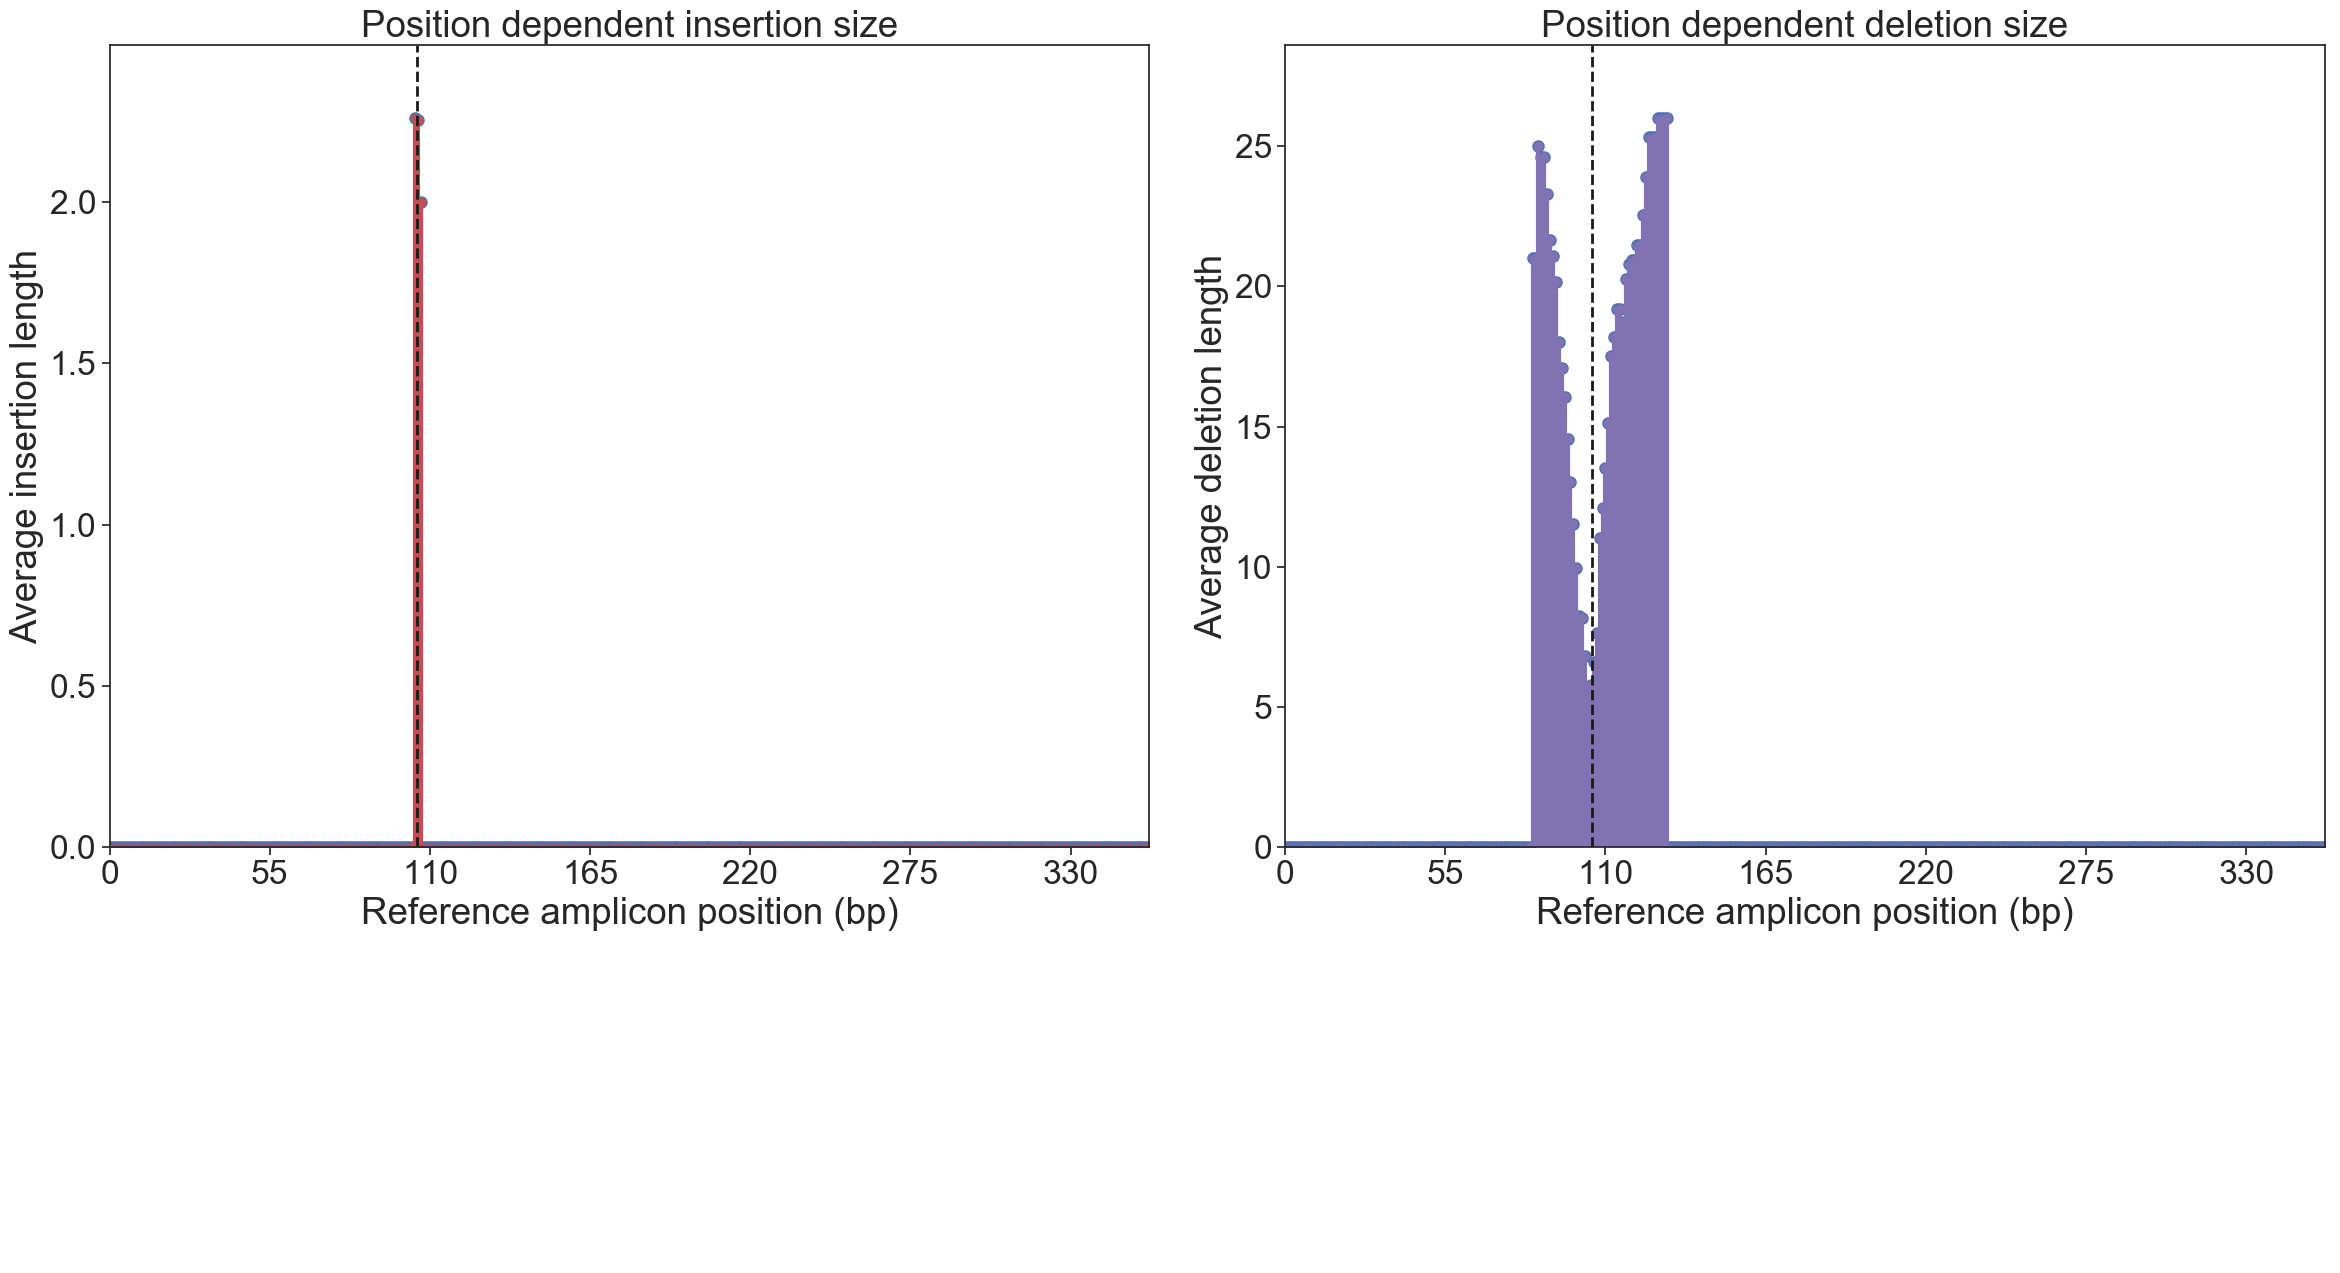 Position dependent insertion size
Average insertion length
2.0
1.5
1.0
0.5
0.0
0 55 110 165 220 275 330
Reference amplicon position (bp)
Position dependent deletion size
Average deletion length
25
20
15
10
5
0
0 55 110 165 220 275 330
Reference amplicon position (bp)